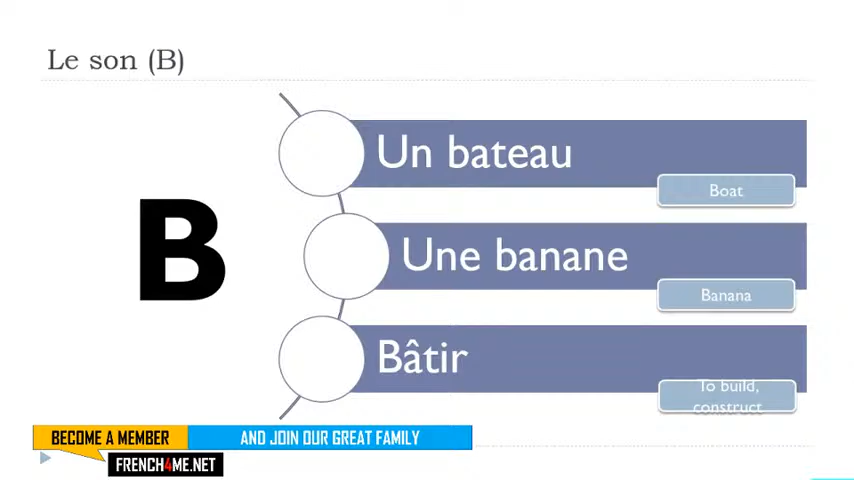 Le son (B)
B
Un bateau
Boat
Une banane
Banana
Bâtir
To build,
construct
BECOME A MEMBER
AND JOIN OUR GREAT FAMILY
FRENCH4ME.NET